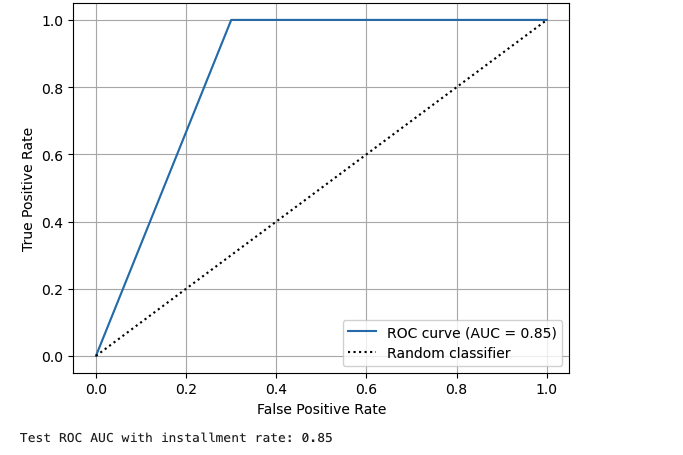 1.0
0.8
0.6
0.4
0.2
0.0
True Positive Rate
ROC curve (AUC = 0.85)
Random classifier
0.0 0.2 0.4 0.6 0.8 1.0
False Positive Rate
Test ROC AUC with installment rate: 0.85